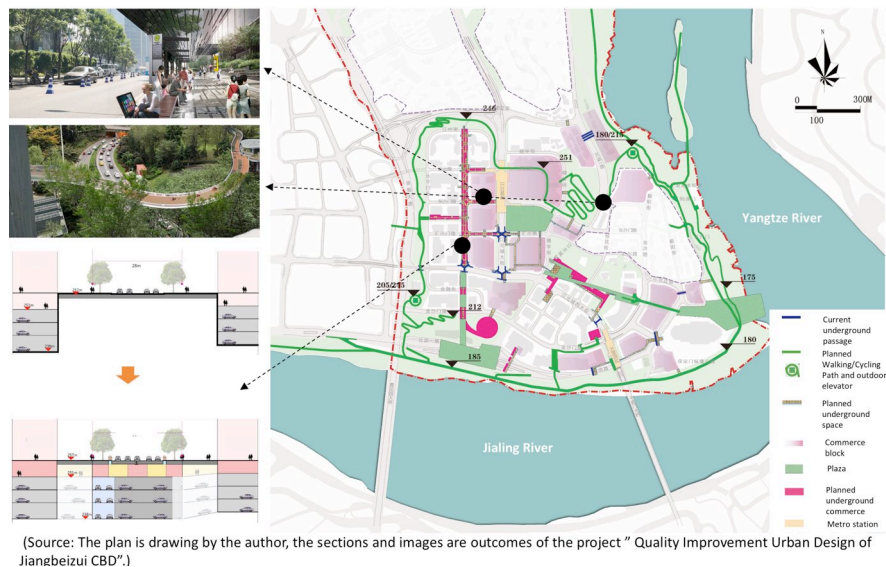 N
0
300M
100
246
180/215
251
Yangtze River
175
205/235
212
185
180
Jialing River
Current
underground
passage
Planned
Walking/Cycling
Path and outdoor
elevator
Planned
underground
space
Commerce
block
Plaza
Planned
underground
commerce
Metro station
(Source: The plan is drawing by the author, the sections and images are outcomes of the project ” Quality Improvement Urban Design of
Jiangbeizui CBD”.)